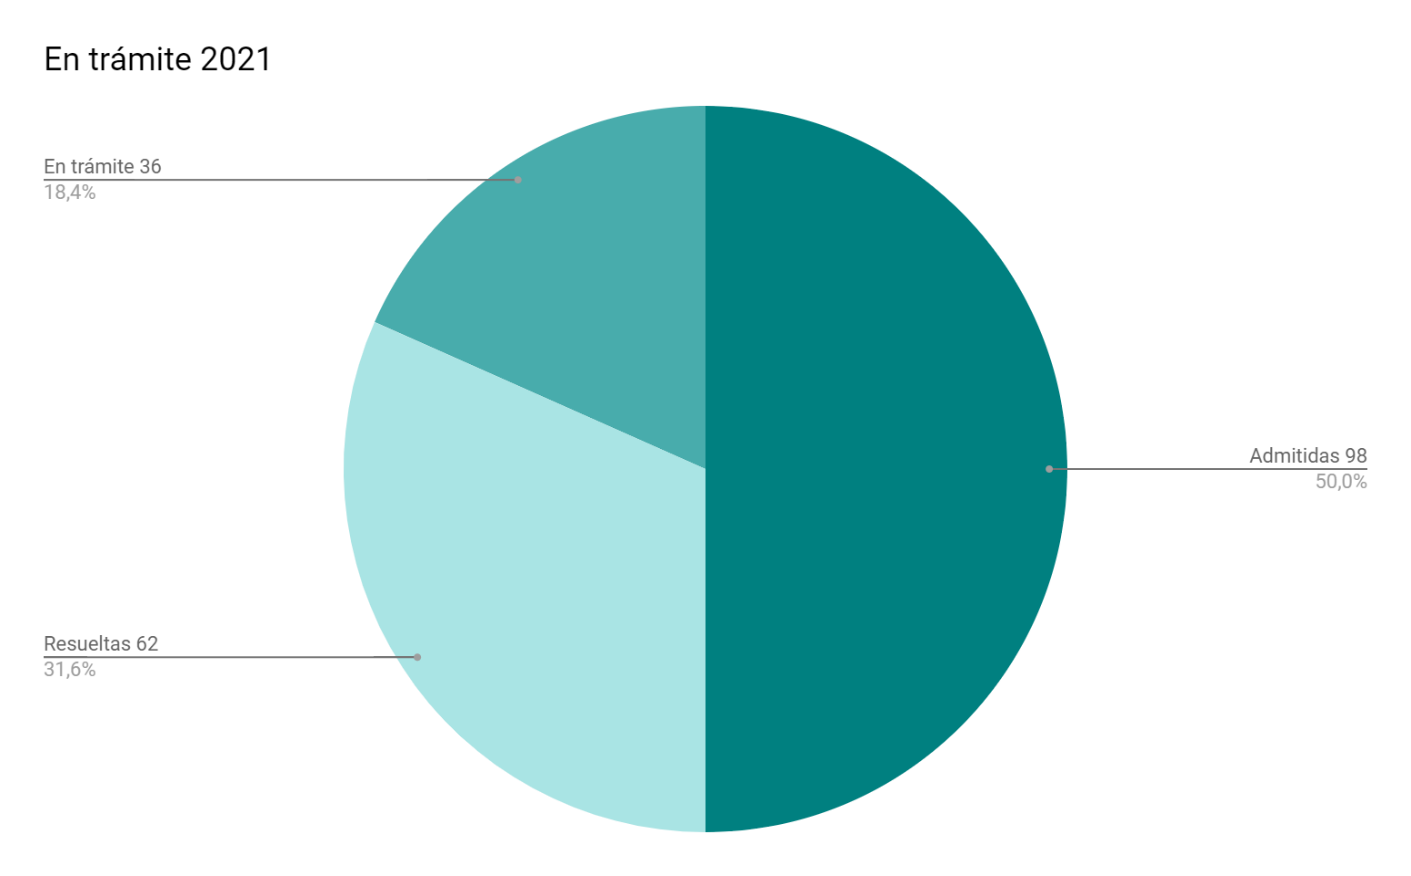 En trámite 2021
En trámite 36
18,4%
Admitidas 98
50,0%
Resueltas 62
31,6%